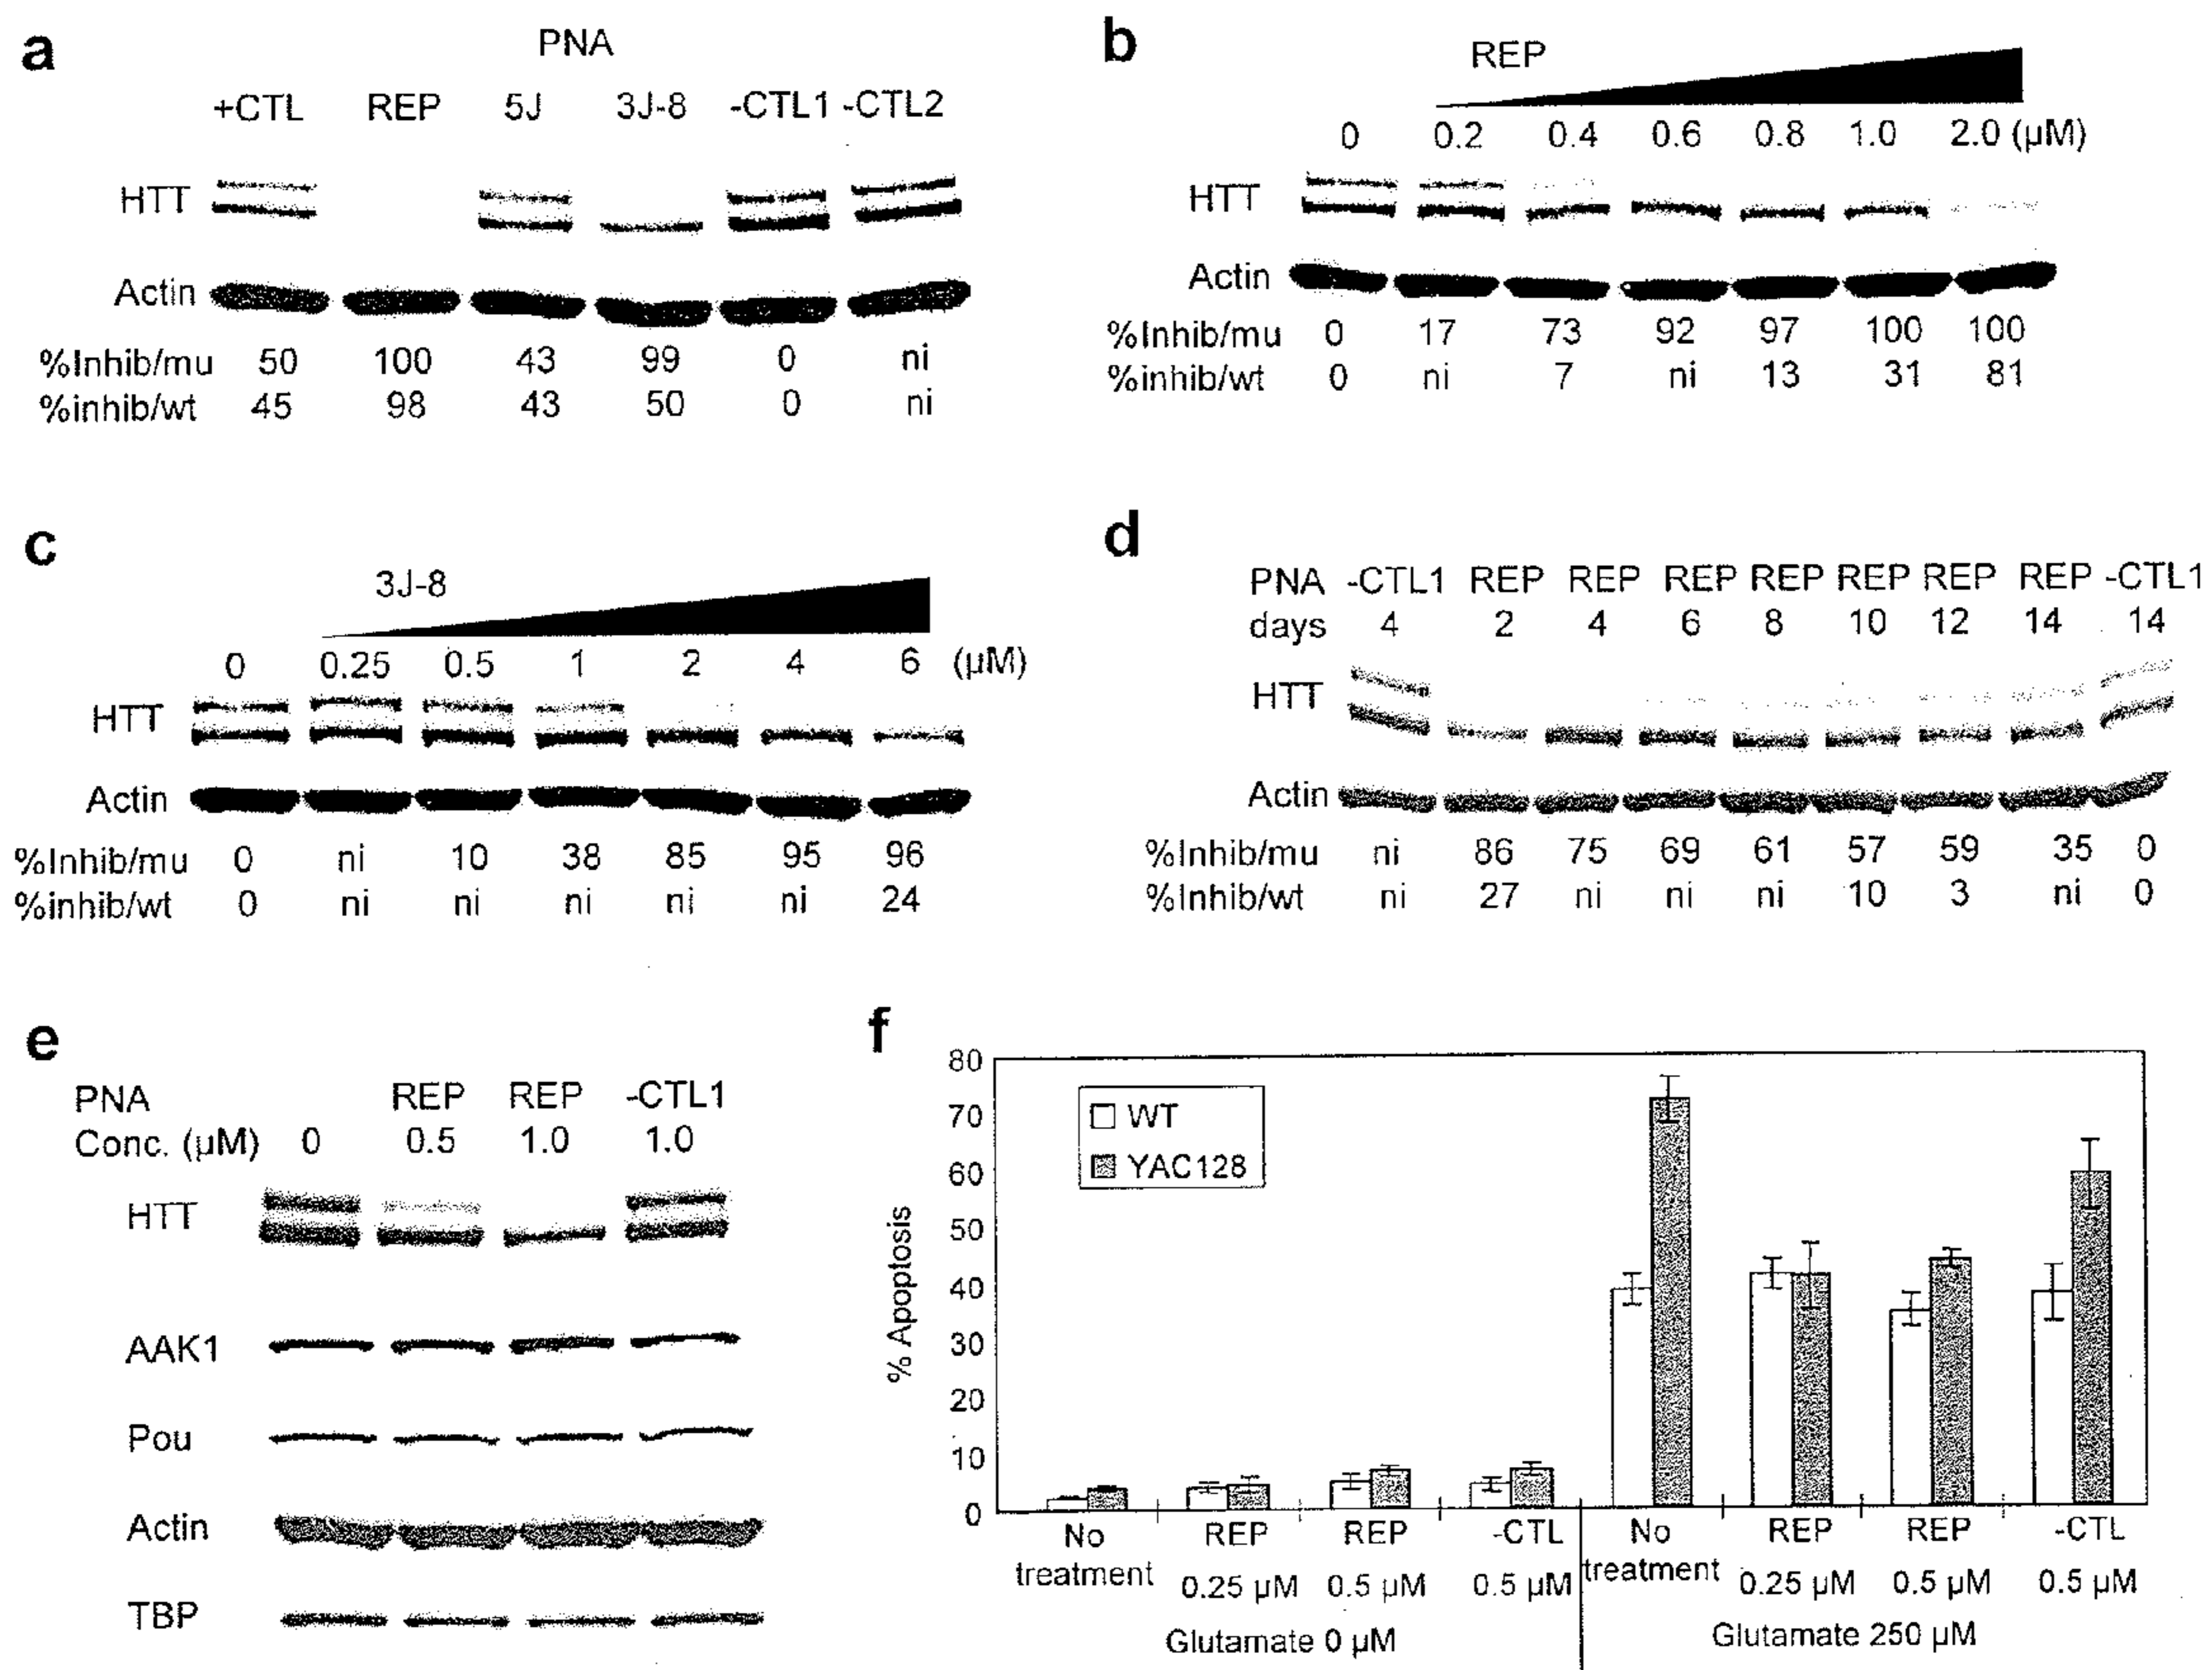 a
PNA
+CTL REP 5J 3J-8 -CTL1 -CTL2
HTT
Actin
%Inhib/mu 50 100 43 99 0 ni
%inhib/wt 45 98 43 50 0 ni
b
REP
0 0.2 0.4 0.6 0.8 1.0 2.0 (µM)
HTT
Actin
%Inhib/mu 0 17 73 92 97 100 100
%inhib/wt 0 ni 7 ni 13 31 81
c
3J-8
0 0.25 0.5 1 2 4 6 (µM)
HTT
Actin
%Inhib/mu 0 ni 10 38 85 95 96
%inhib/wt 0 ni ni ni ni ni 24
d
PNA -CTL1 REP REP REP REP REP REP REP -CTL1
days 4 2 4 6 8 10 12 14 14
HTT
Actin
%Inhib/mu ni 86 75 69 61 57 59 35 0
%Inhib/wt ni 27 ni ni ni 10 3 ni 0
e
PNA REP REP -CTL1
Conc. (µM) 0 0.5 1.0 1.0
HTT
AAK1
Pou
Actin
TBP
f
80
70
60
50
40
30
20
10
0
% Apoptosis
WT
YAC128
No REP REP -CTL No REP REP -CTL
treatment 0.25 µM 0.5 µM 0.5 µM treatment 0.25 µM 0.5 µM 0.5 µM
Glutamate 0 µM Glutamate 250 µM